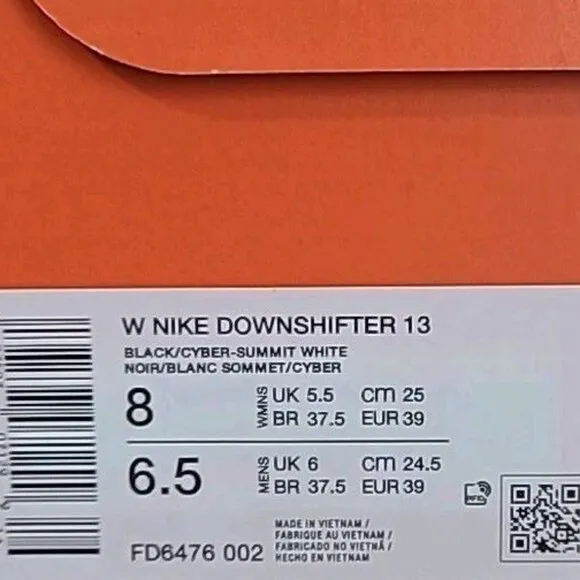 W NIKE DOWNSHIFTER 13
BLACK/CYBER-SUMMIT WHITE
NOIR/BLANC SOMMET/CYBER
8 WMNS UK 5.5 CM 25
BR 37.5 EUR 39
6.5 MENS UK 6 CM 24.5
BR 37.5 EUR 39
RFID
FD6476 002
MADE IN VIETNAM /
FABRIQUE AU VIETNAM /
FABRICADO NO VIETNÃ /
HECHO EN VIETNAM